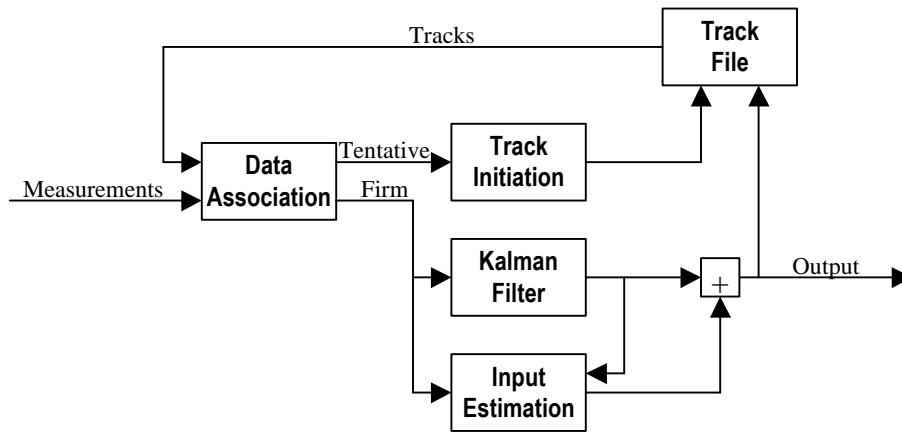 Tracks
Track
File
Data
Association
Tentative
Track
Initiation
Measurements
Firm
Kalman
Filter
+
Output
Input
Estimation